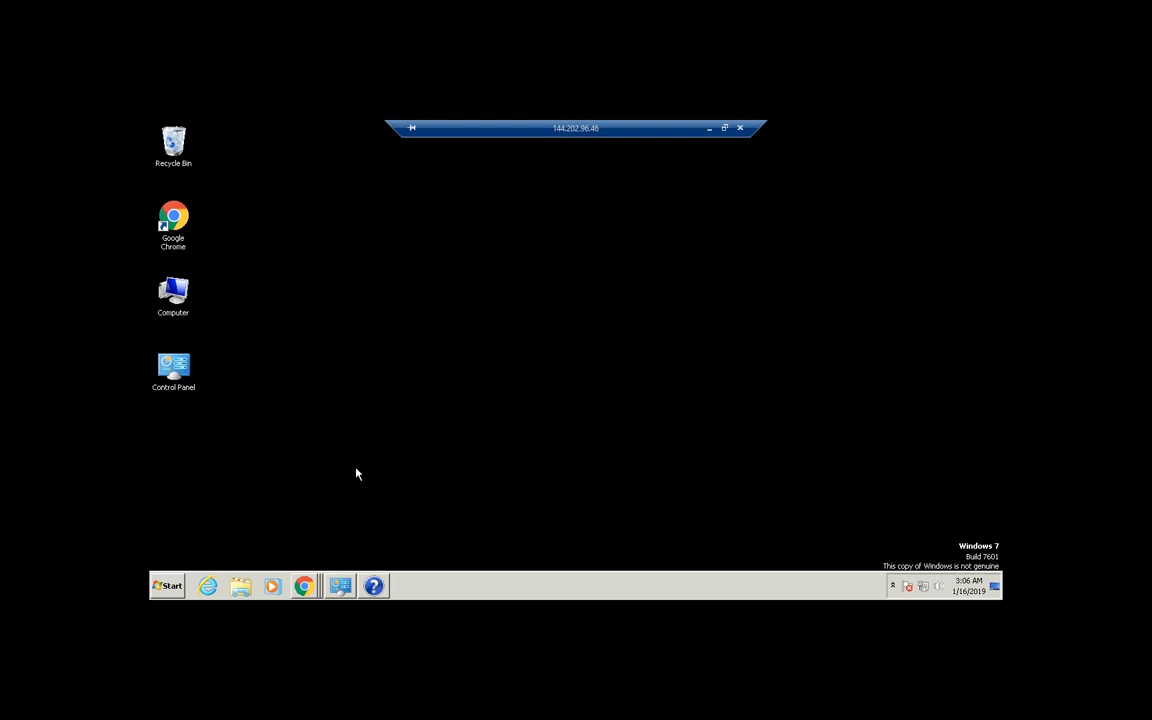 144.202.96.46
Recycle Bin
Google
Chrome
Computer
Control Panel
Windows 7
Build 7601
This copy of Windows is not genuine
Start
3:06 AM
1/16/2019